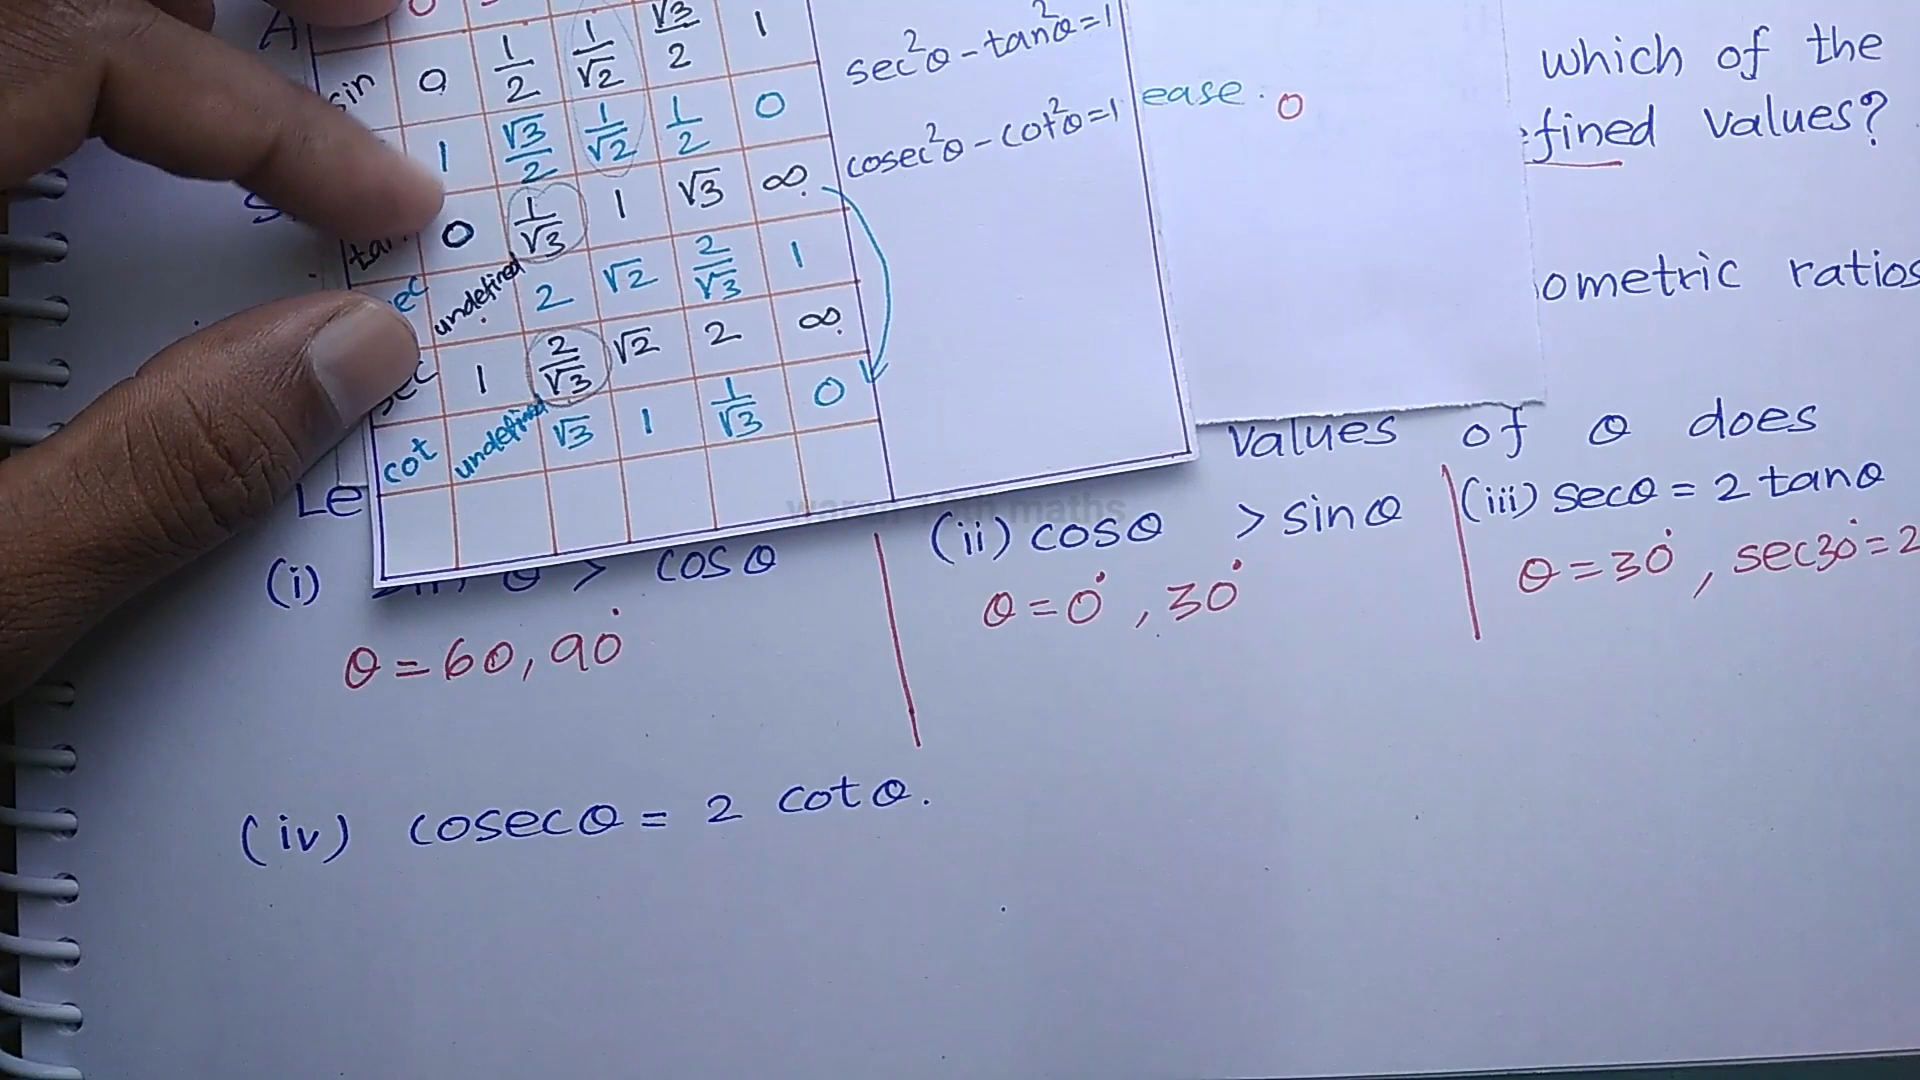 A
sin 0 1/2 1/√2 √3/2 1
1 √3/2 1/√2 1/2 0
tan 0 1/√3 1 √3 ∞
undefined 2 √2 2/√3 1
sec 1 2/√3 √2 2 ∞
cot undefined √3 1 1/√3 0
sec²θ - tan²θ = 1
cosec²θ - cot²θ = 1
ease. 0
which of the
fined values?
ometric ratios
Le
values of θ does
(i) θ > cosθ
θ = 60, 90°
(ii) cosθ > sinθ
θ = 0°, 30°
(iii) secθ = 2 tanθ
θ = 30°, sec30° = 2
(iv) cosecθ = 2 cotθ.
waran 10th maths